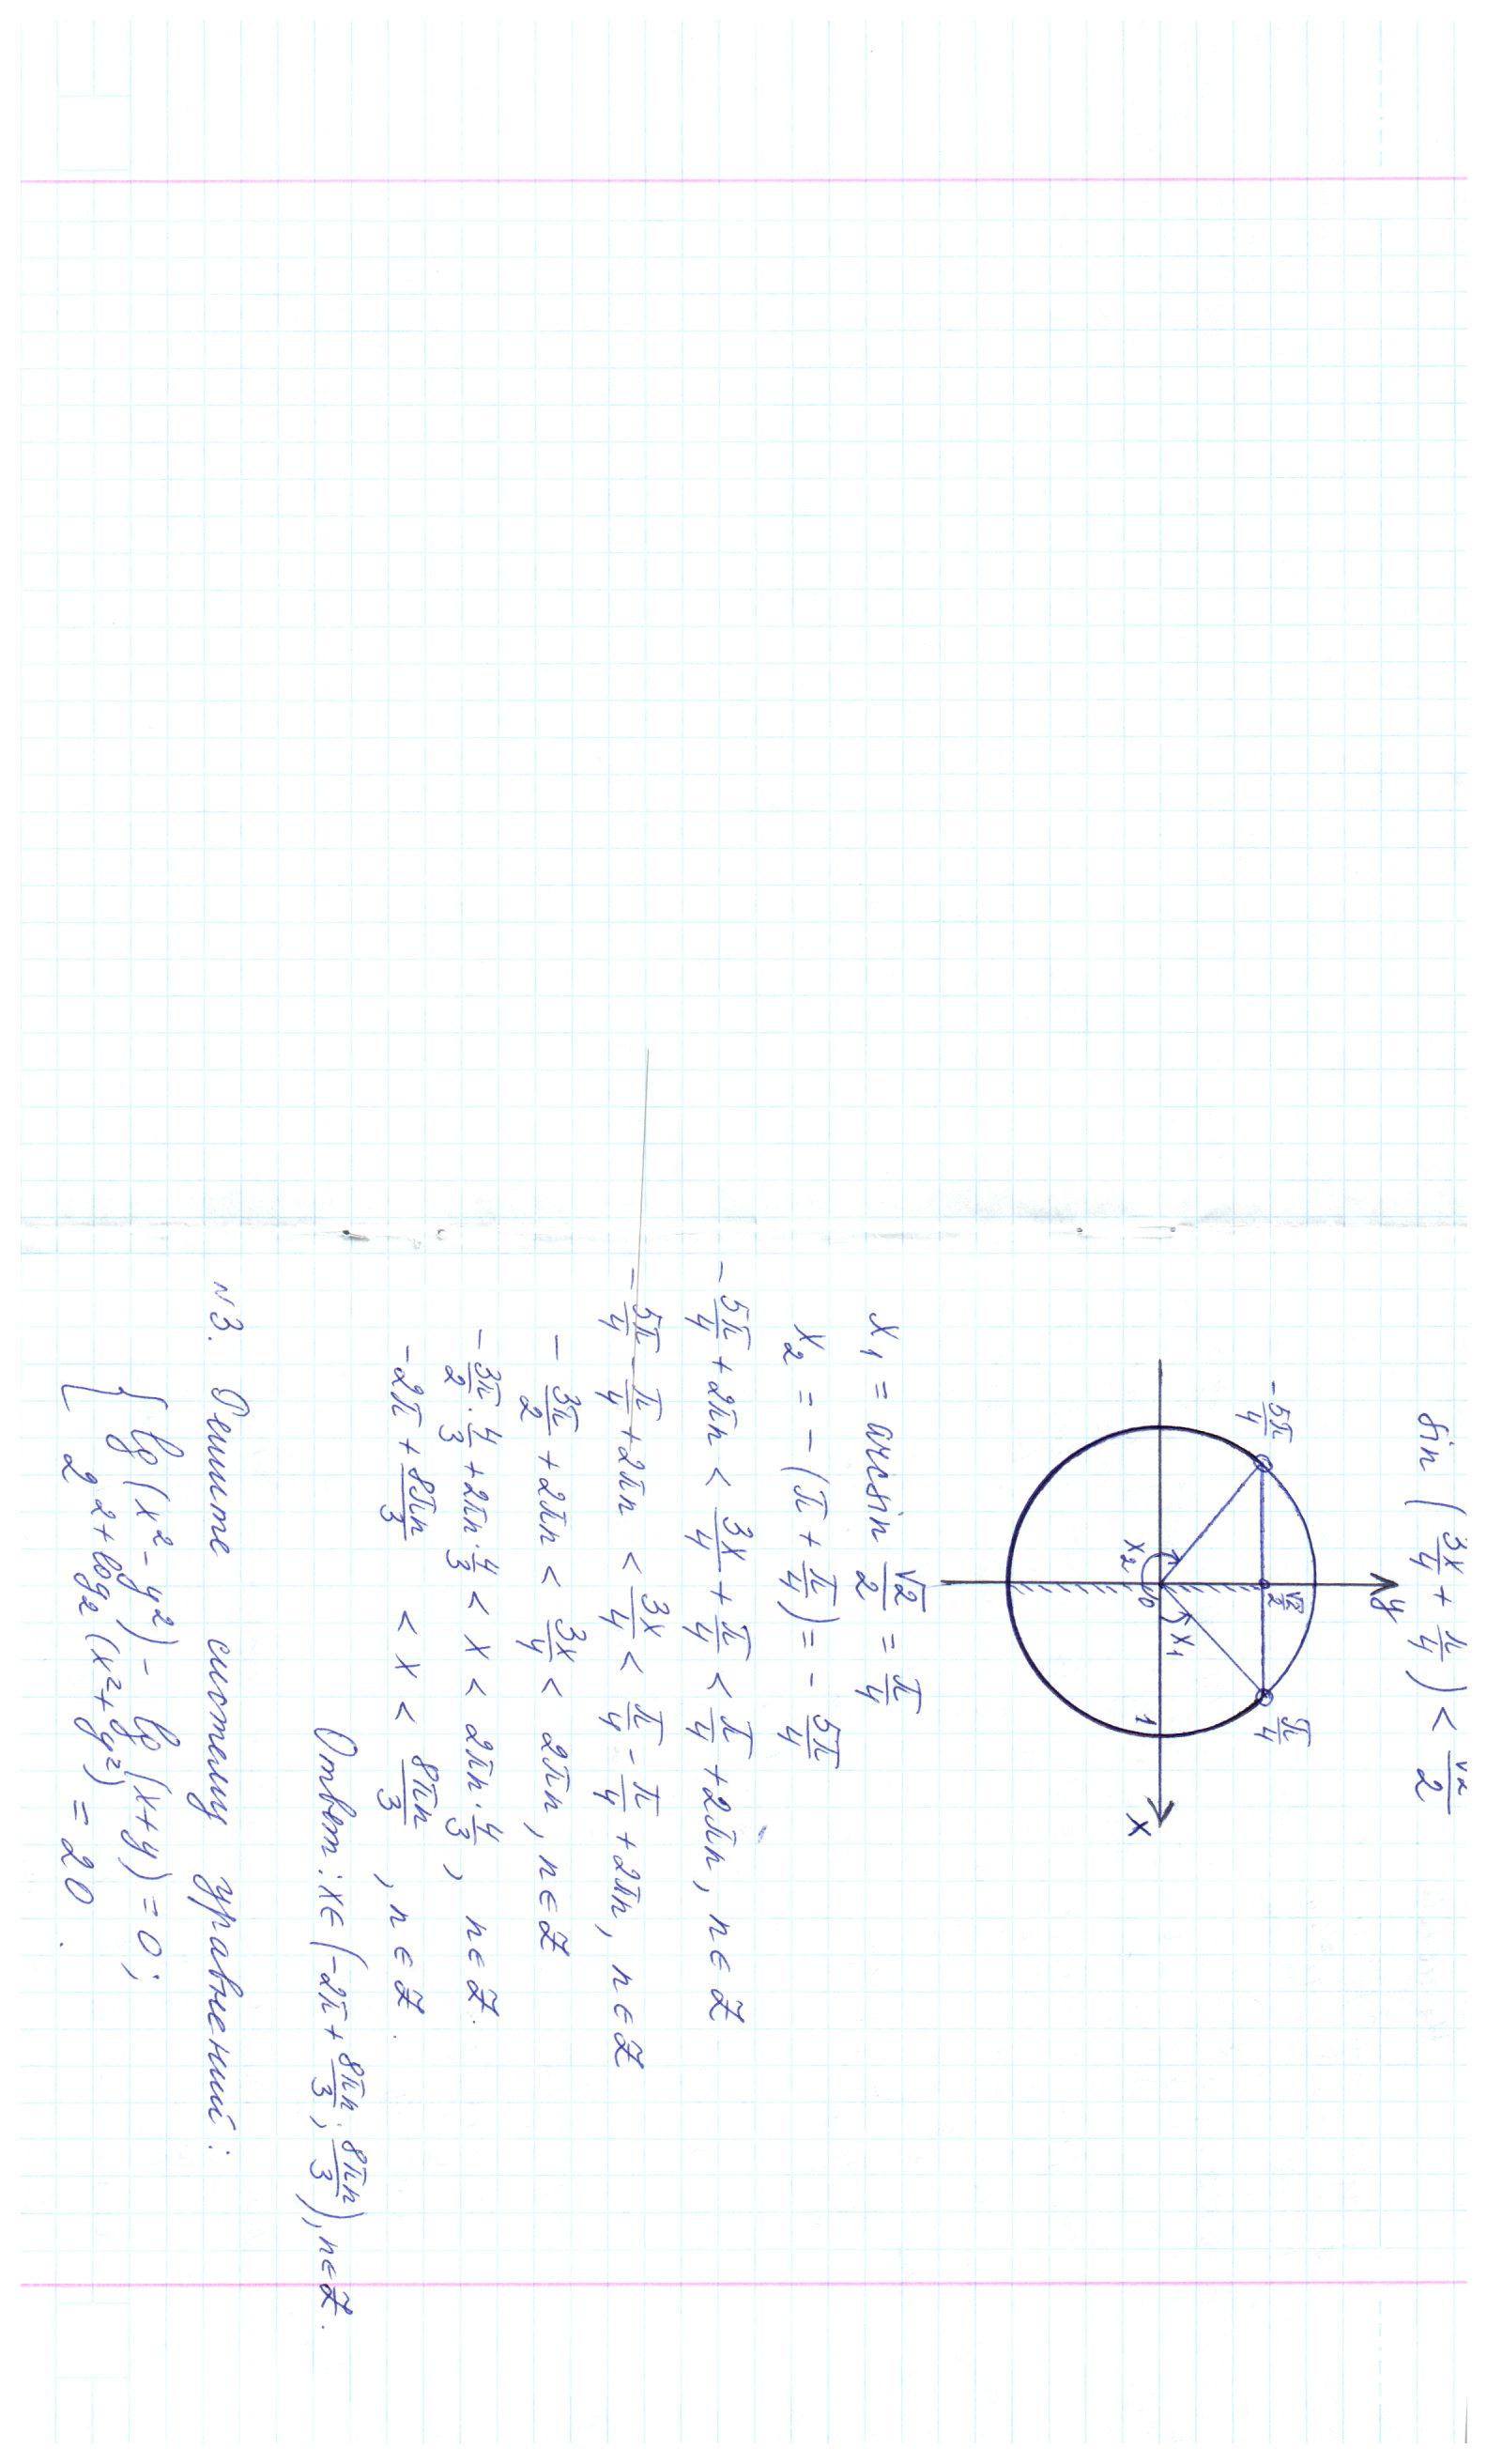 sin (3x/4 + π/4) < √2/2
y
-5π/4
√2/2
π/4
x₁
x₂
0
1
x
x₁ = arcsin √2/2 = π/4
x₂ = - (π + π/4) = - 5π/4
- 5π/4 + 2πn < 3x/4 + π/4 < π/4 + 2πn, n∈Z
- 5π/4 - π/4 + 2πn < 3x/4 < π/4 - π/4 + 2πn, n∈Z
- 3π/2 + 2πn < 3x/4 < 2πn, n∈Z
- 3π/2 · 4/3 + 2πn · 4/3 < x < 2πn · 4/3, n∈Z.
-2π + 8πn/3 < x < 8πn/3, n∈Z.
Ответ: x∈ (-2π + 8πn/3; 8πn/3), n∈Z.
N3. Решите систему уравнений:
{ lg (x² - y²) - lg (x+y) = 0;
2^(2+log₂(x²+y²)) = 20.